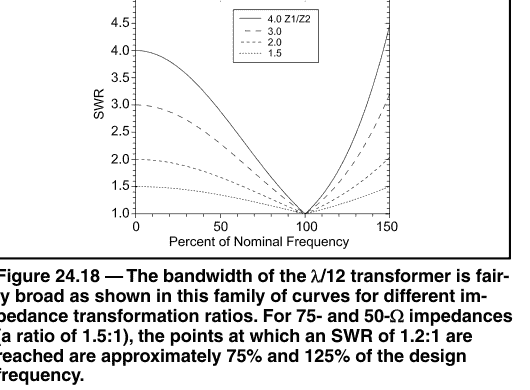 4.5
4.0
3.5
3.0
2.5
2.0
1.5
1.0
SWR
4.0 Z1/Z2
3.0
2.0
1.5
0 50 100 150
Percent of Nominal Frequency
Figure 24.18 — The bandwidth of the λ/12 transformer is fair-
y broad as shown in this family of curves for different im-
pedance transformation ratios. For 75- and 50-Ω impedances
(a ratio of 1.5:1), the points at which an SWR of 1.2:1 are
reached are approximately 75% and 125% of the design
frequency.